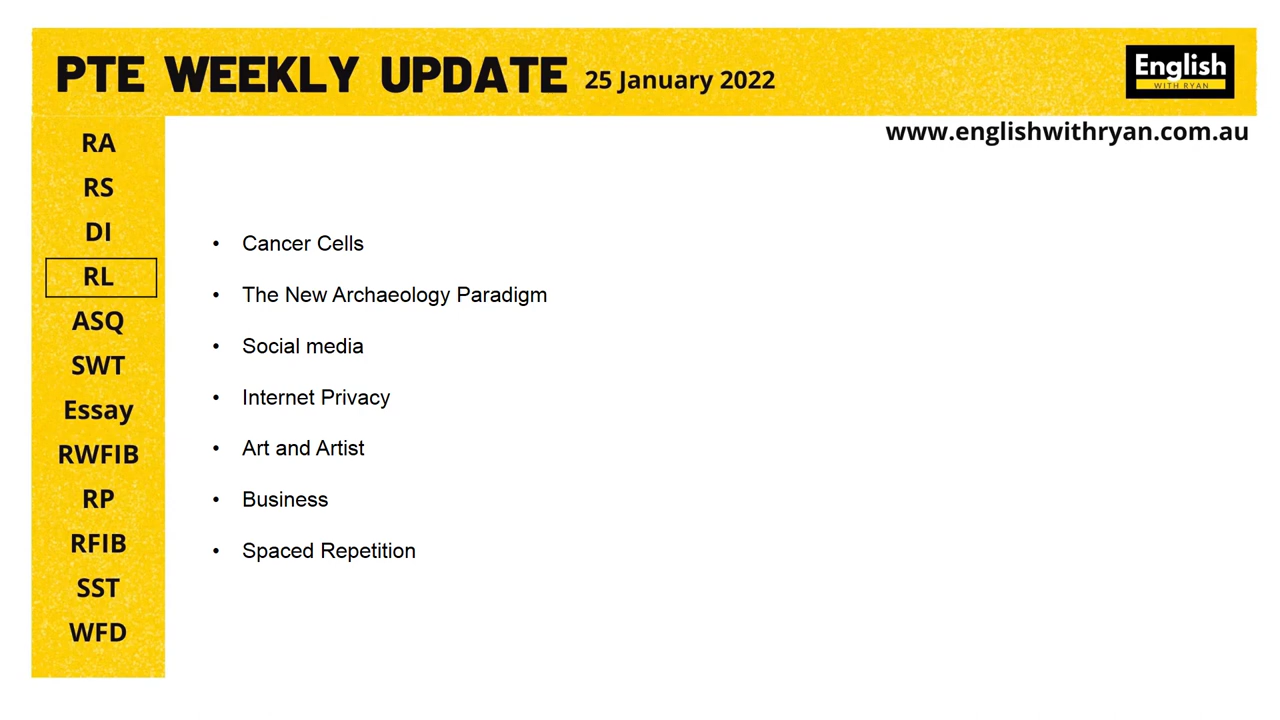 PTE WEEKLY UPDATE 25 January 2022
English
WITH RYAN
www.englishwithryan.com.au
RA
RS
DI
RL
ASQ
SWT
Essay
RWFIB
RP
RFIB
SST
WFD
• Cancer Cells
• The New Archaeology Paradigm
• Social media
• Internet Privacy
• Art and Artist
• Business
• Spaced Repetition